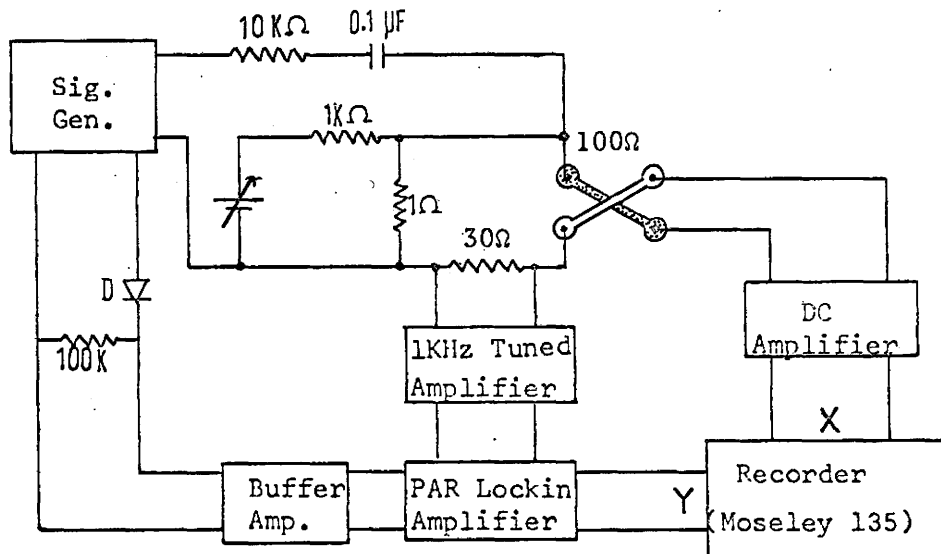 10KΩ
0.1 µF
Sig.
Gen.
1KΩ
100Ω
1Ω
30Ω
D
100K
1KHz Tuned
Amplifier
DC
Amplifier
X
Buffer
Amp.
PAR Lockin
Amplifier
Y
Recorder
(Moseley 135)